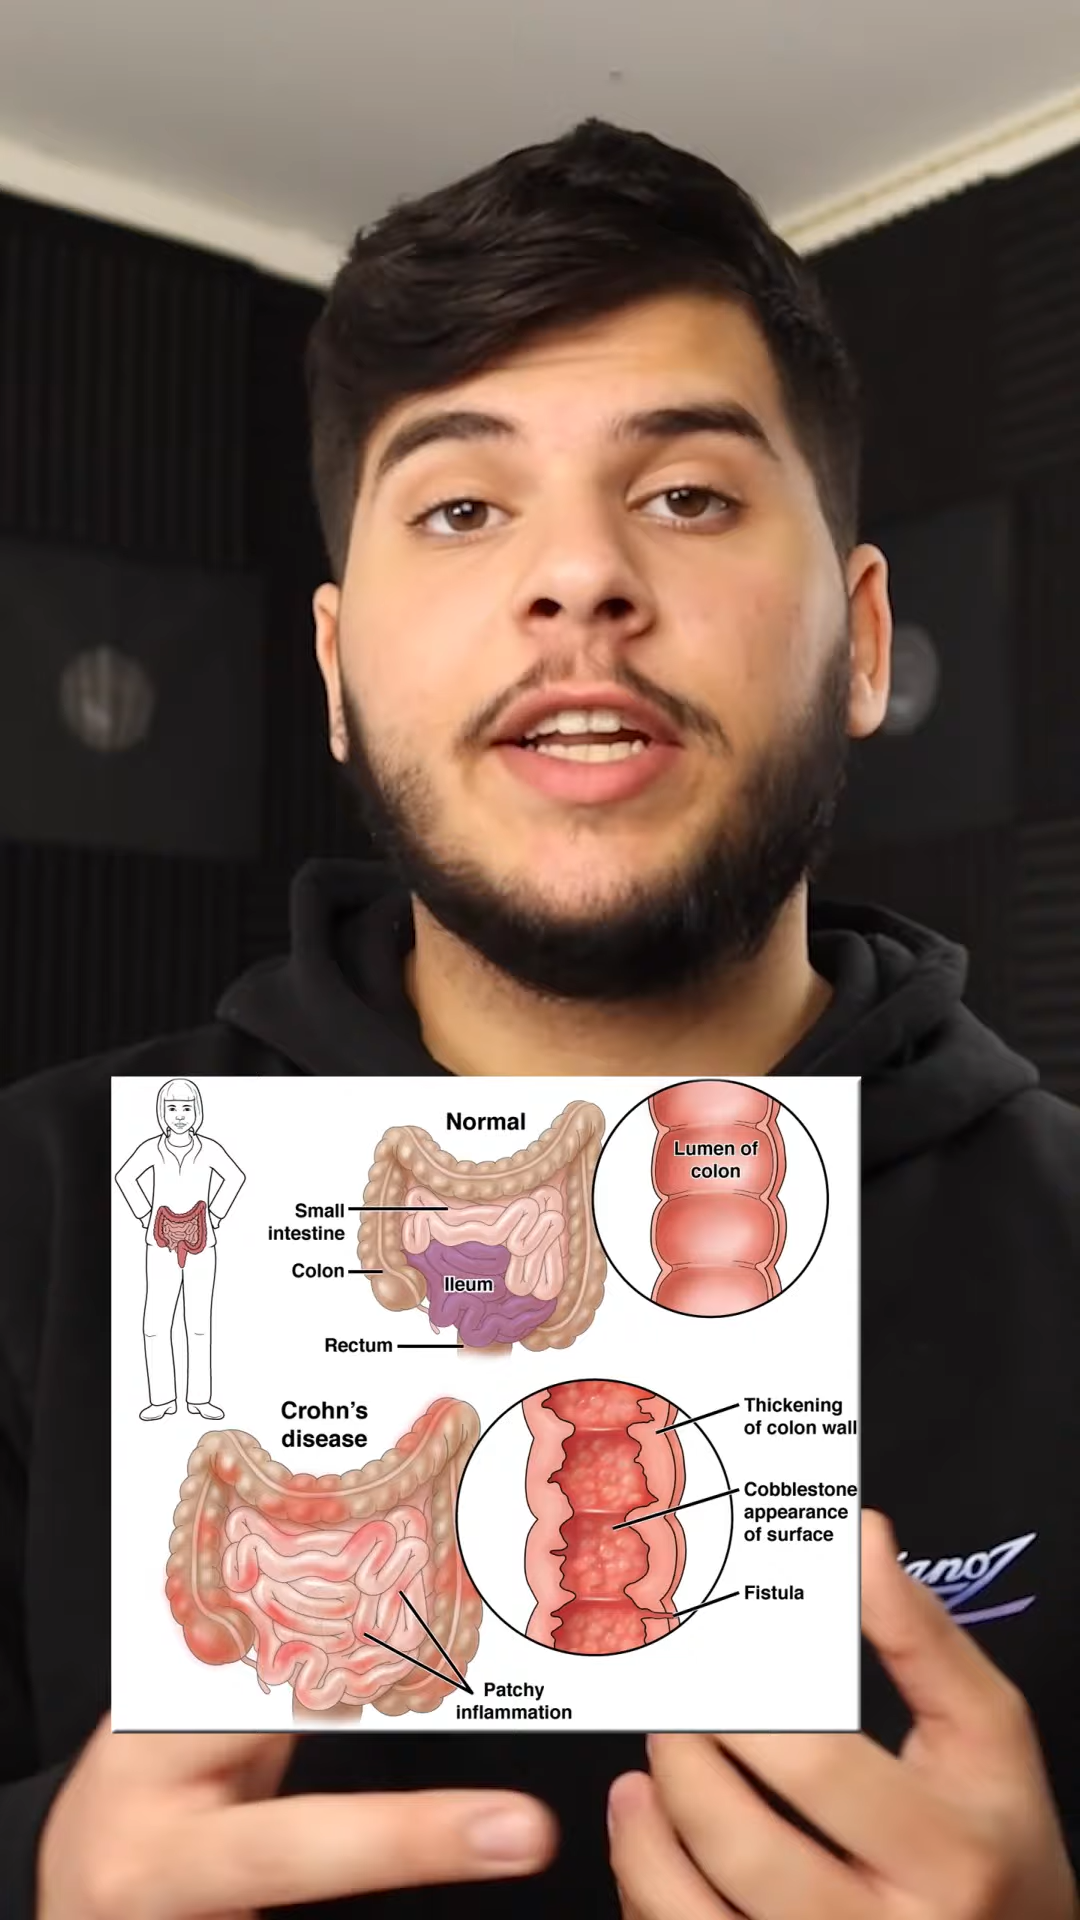 Normal
Lumen of
colon
Small
intestine
Colon
Ileum
Rectum
Crohn’s
disease
Thickening
of colon wall
Cobblestone
appearance
of surface
Fistula
Patchy
inflammation